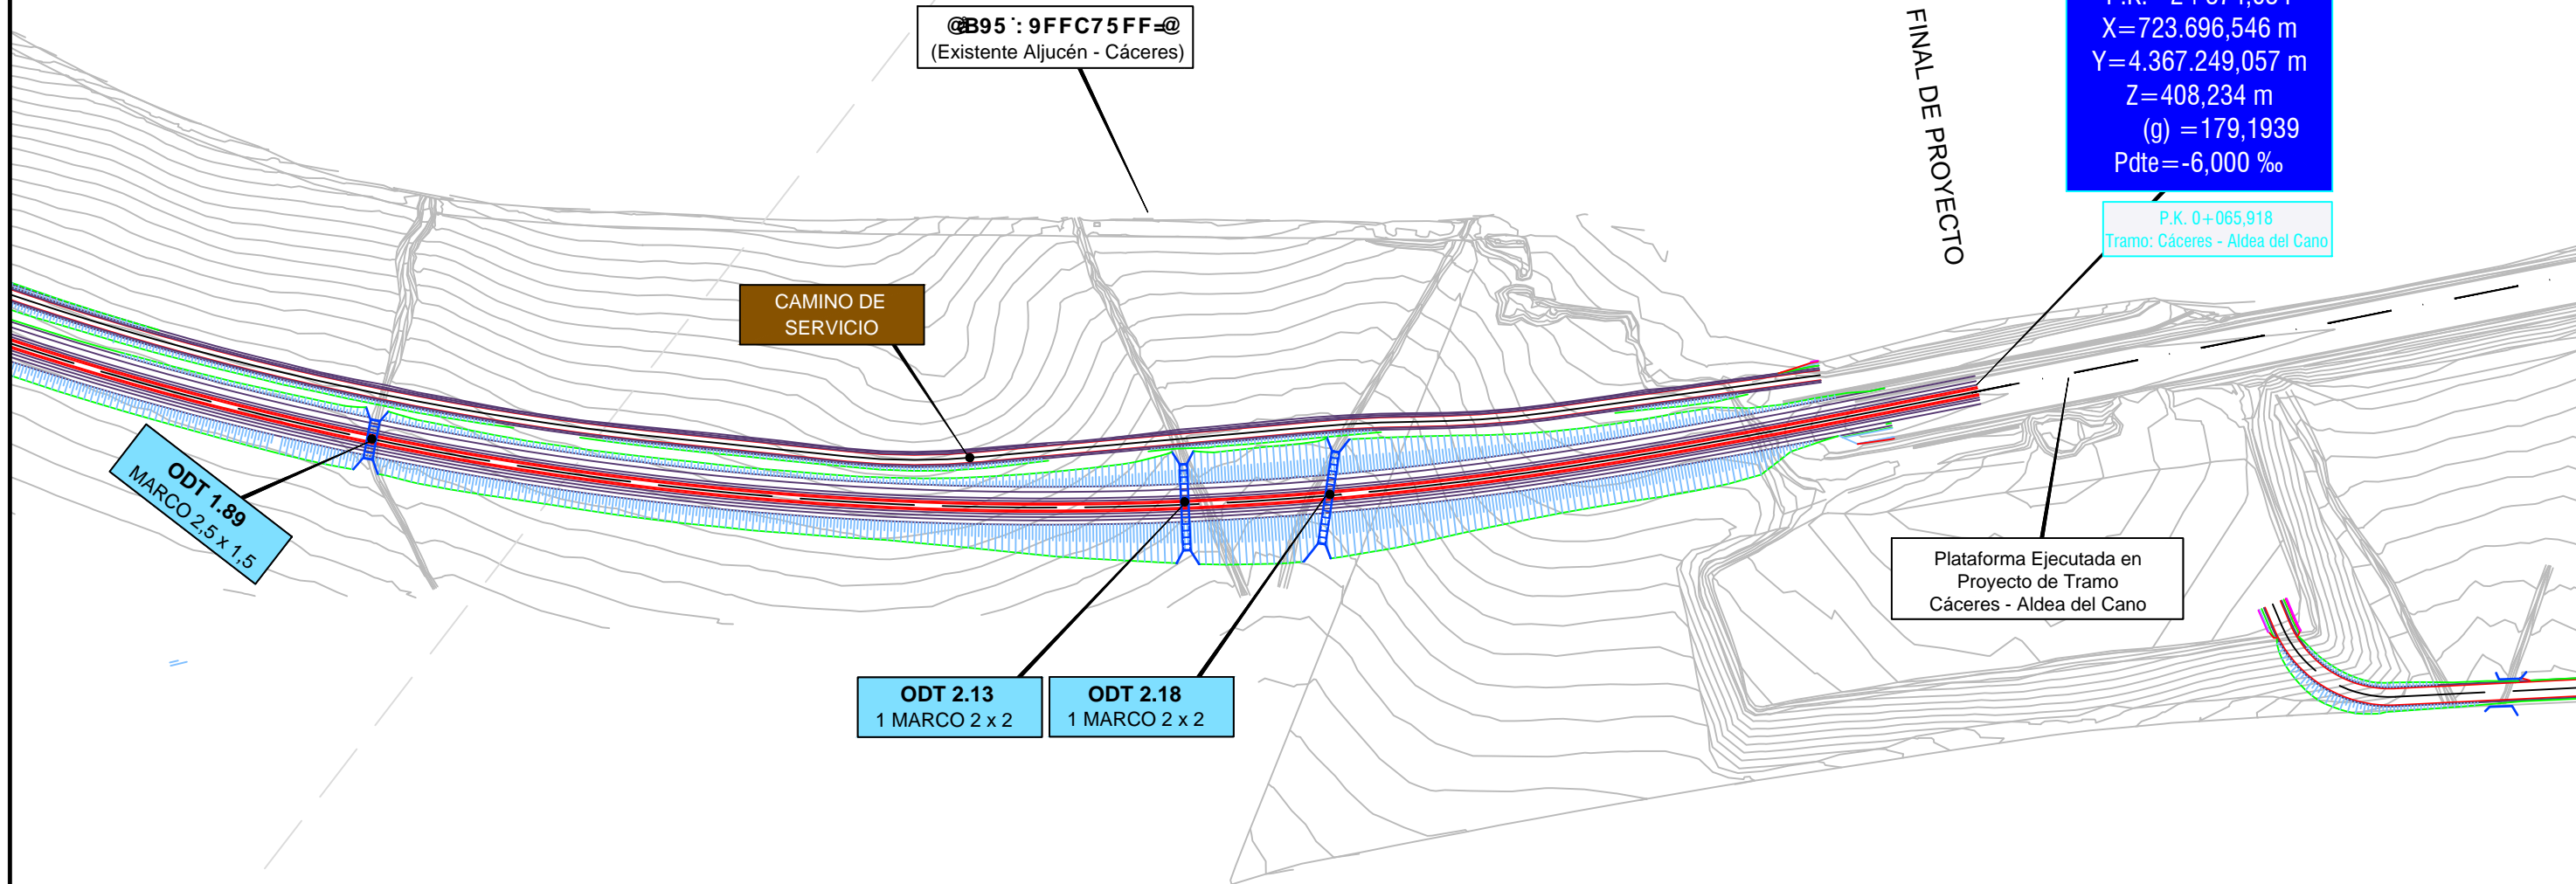 @B95 : 9FFC75FF=@
(Existente Aljucén - Cáceres)
FINAL DE PROYECTO
X=723.696,546 m
Y=4.367.249,057 m
Z=408,234 m
(g) =179,1939
Pdte=-6,000 ‰
P.K. 0+065,918
Tramo: Cáceres - Aldea del Cano
CAMINO DE
SERVICIO
ODT 1.89
MARCO 2,5 x 1,5
Plataforma Ejecutada en
Proyecto de Tramo
Cáceres - Aldea del Cano
ODT 2.13
1 MARCO 2 x 2
ODT 2.18
1 MARCO 2 x 2